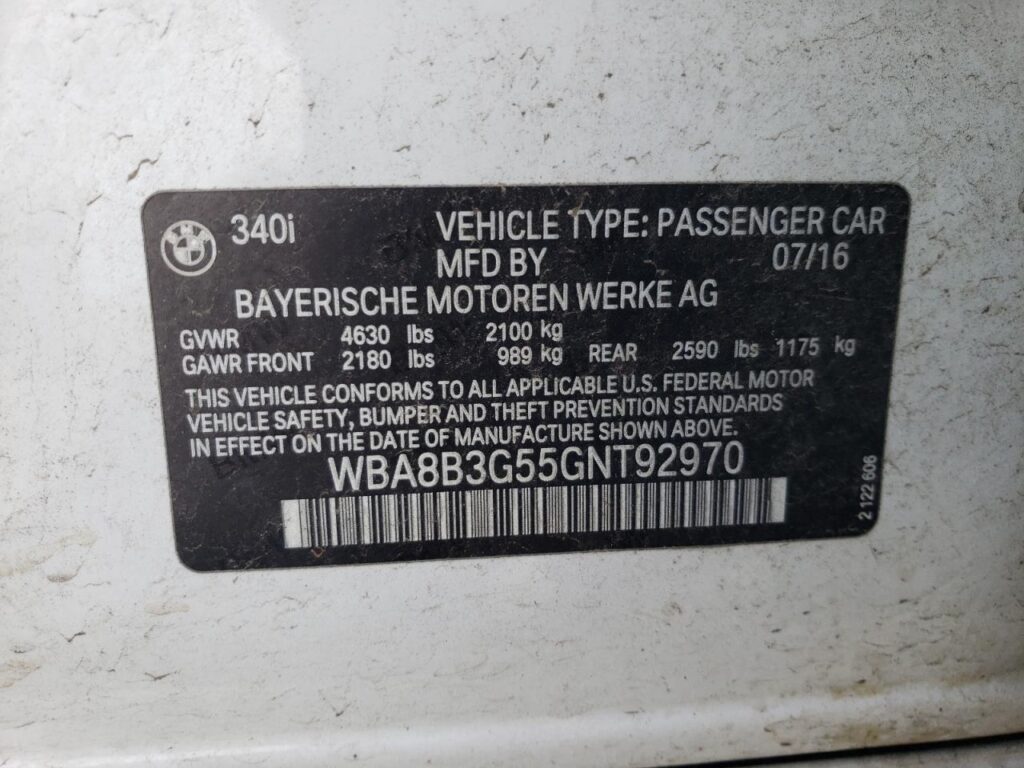 BMW 340i VEHICLE TYPE: PASSENGER CAR
MFD BY 07/16
BAYERISCHE MOTOREN WERKE AG
GVWR 4630 lbs 2100 kg
GAWR FRONT 2180 lbs 989 kg REAR 2590 lbs 1175 kg
THIS VEHICLE CONFORMS TO ALL APPLICABLE U.S. FEDERAL MOTOR
VEHICLE SAFETY, BUMPER AND THEFT PREVENTION STANDARDS
IN EFFECT ON THE DATE OF MANUFACTURE SHOWN ABOVE.
WBA8B3G55GNT92970
2 122 606